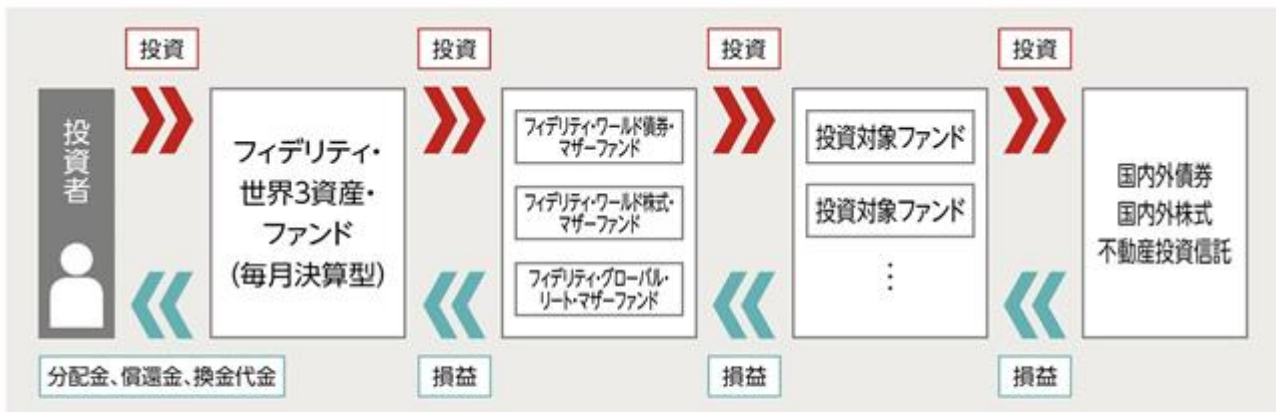 投資
投資
投資
投資
投資者
フィデリティ・
世界3資産・
ファンド
(毎月決算型)
フィデリティ・ワールド債券・
マザーファンド
フィデリティ・ワールド株式・
マザーファンド
フィデリティ・グローバル・
リート・マザーファンド
投資対象ファンド
投資対象ファンド
⋮
国内外債券
国内外株式
不動産投資信託
分配金、償還金、換金代金
損益
損益
損益